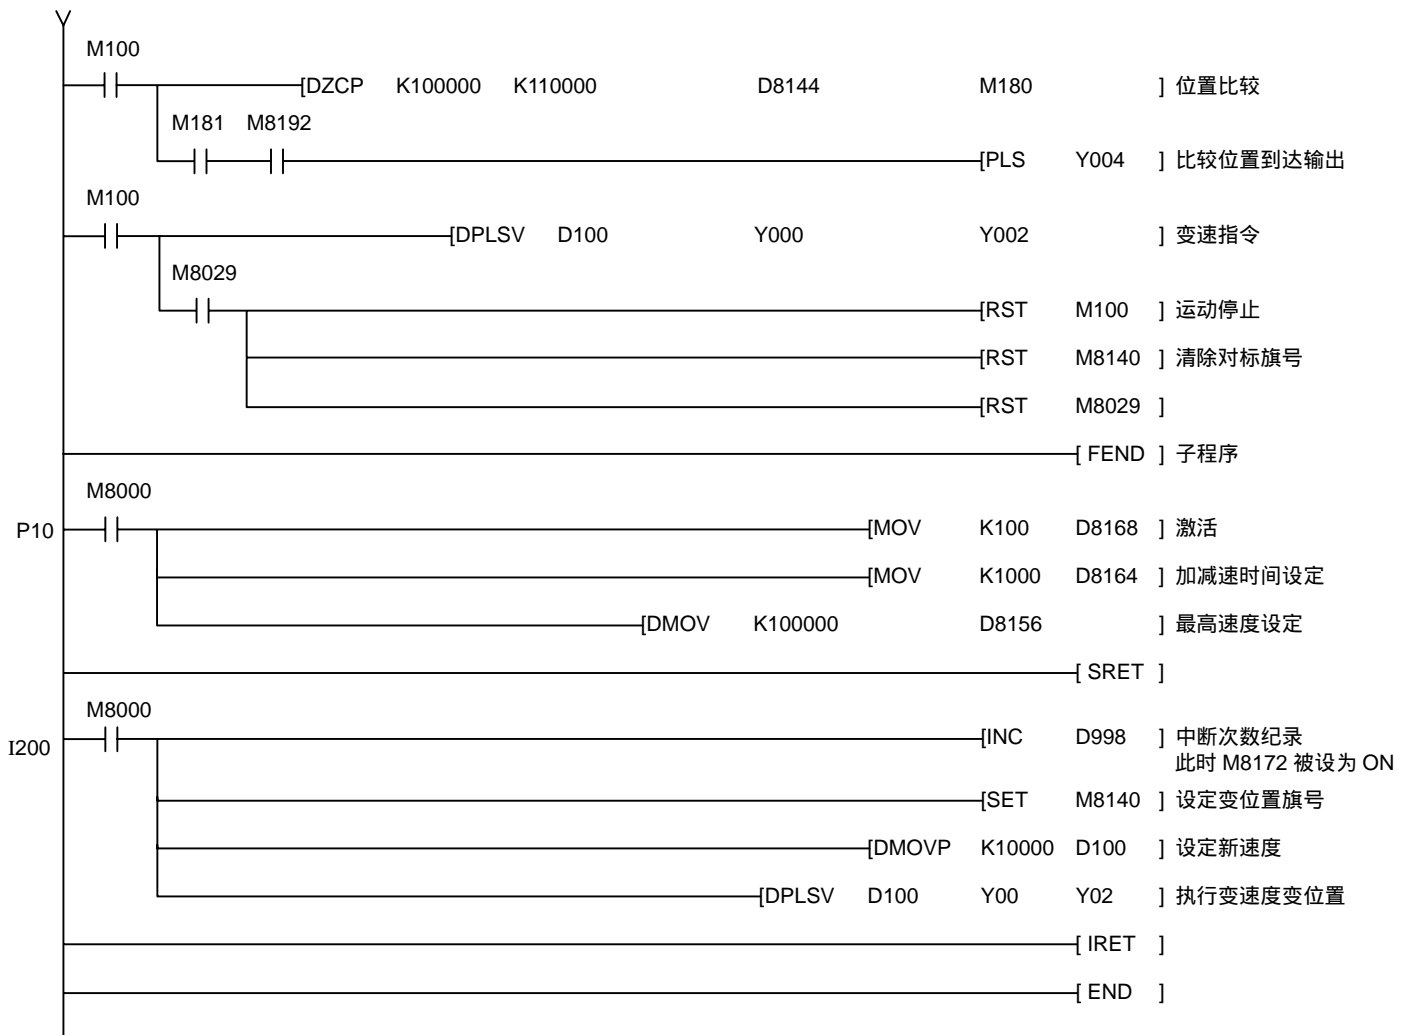 M100
[DZCP K100000 K110000 D8144 M180 ] 位置比较
M181 M8192
[PLS Y004 ] 比较位置到达输出
M100
[DPLSV D100 Y000 Y002 ] 变速指令
M8029
[RST M100 ] 运动停止
[RST M8140 ] 清除对标旗号
[RST M8029 ]
[ FEND ] 子程序
M8000
P10 [MOV K100 D8168 ] 激活
[MOV K1000 D8164 ] 加减速时间设定
[DMOV K100000 D8156 ] 最高速度设定
[ SRET ]
M8000
I200 [INC D998 ] 中断次数纪录
此时 M8172 被设为 ON
[SET M8140 ] 设定变位置旗号
[DMOVP K10000 D100 ] 设定新速度
[DPLSV D100 Y00 Y02 ] 执行变速度变位置
[ IRET ]
[ END ]